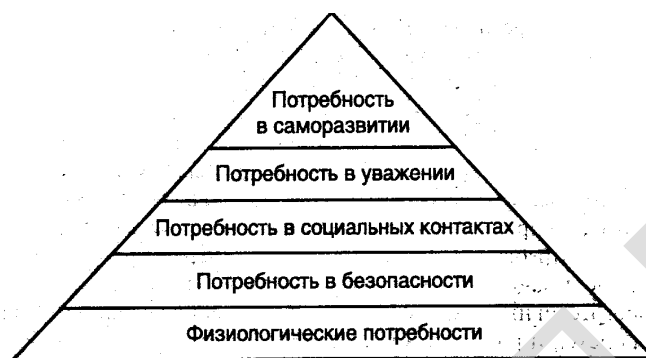 Потребность
в саморазвитии
Потребность в уважении
Потребность в социальных контактах
Потребность в безопасности
Физиологические потребности